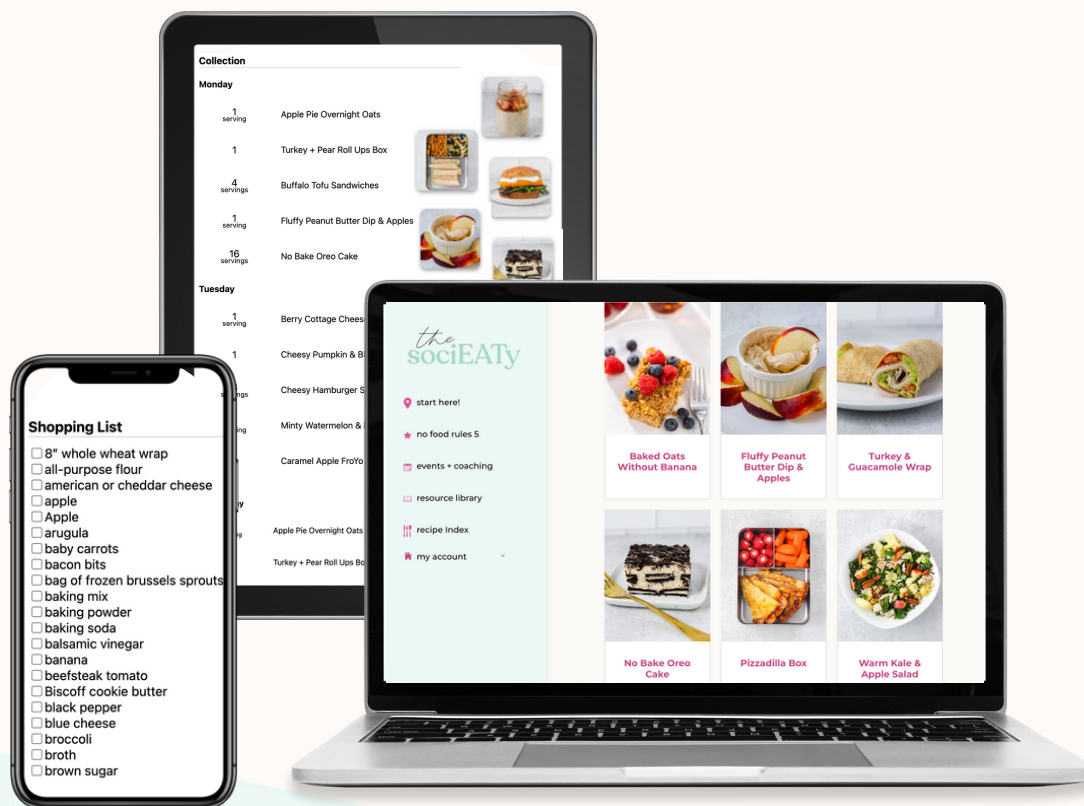 Collection
Monday
1
serving
Apple Pie Overnight Oats
1
Turkey + Pear Roll Ups Box
4
servings
Buffalo Tofu Sandwiches
1
serving
Fluffy Peanut Butter Dip & Apples
16
servings
No Bake Oreo Cake
Tuesday
1
serving
Berry Cottage Chees
1
Cheesy Pumpkin & Bl
Cheesy Hamburger S
Minty Watermelon &
Caramel Apple FroYo
Apple Pie Overnight Oats
Turkey + Pear Roll Ups Bo
Shopping List
8” whole wheat wrap
all-purpose flour
american or cheddar cheese
apple
Apple
arugula
baby carrots
bacon bits
bag of frozen brussels sprouts
baking mix
baking powder
baking soda
balsamic vinegar
banana
beefsteak tomato
Biscoff cookie butter
black pepper
blue cheese
broccoli
broth
brown sugar
the
sociEATy
start here!
no food rules 5
events + coaching
resource library
recipe Index
my account
Baked Oats
Without Banana
Fluffy Peanut
Butter Dip &
Apples
Turkey &
Guacamole Wrap
No Bake Oreo
Cake
Pizzadilla Box
Warm Kale &
Apple Salad